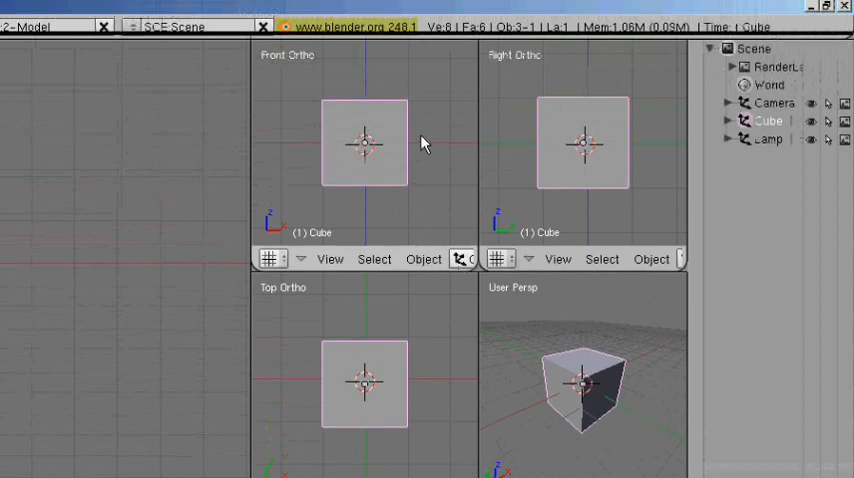 :2-Model SCE:Scene www.blender.org 248.1 Ve:8 | Fa:6 | Ob:3-1 | La:1 | Mem:1.06M (0.09M) | Time: | Cube
Front Ortho Right Ortho
Scene
RenderLa
World
Camera
Cube
Lamp
(1) Cube (1) Cube
View Select Object View Select Object
Top Ortho User Persp